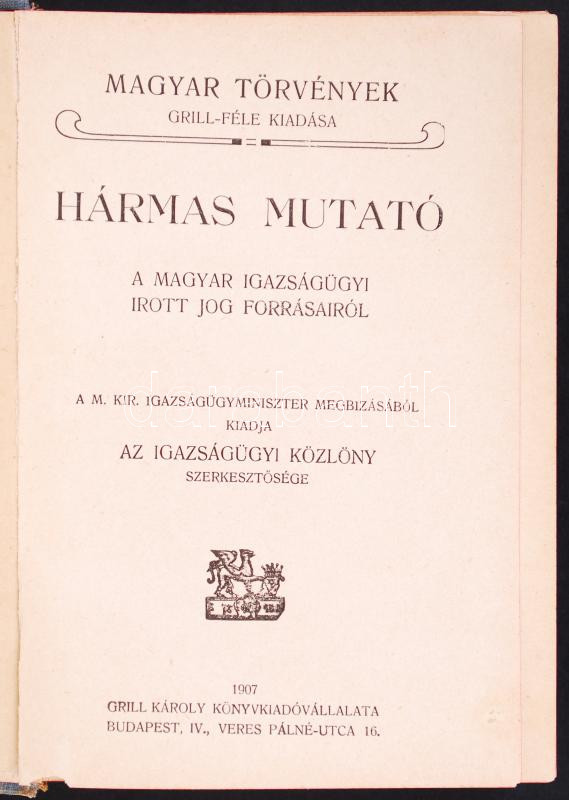 MAGYAR TÖRVÉNYEK
GRILL-FÉLE KIADÁSA
HÁRMAS MUTATÓ
A MAGYAR IGAZSÁGÜGYI
IROTT JOG FORRÁSAIRÓL
A M. KIR. IGAZSÁGÜGYMINISZTER MEGBIZÁSÁBÓL
KIADJA
AZ IGAZSÁGÜGYI KÖZLÖNY
SZERKESZTŐSÉGE
1907
GRILL KÁROLY KÖNYVKIADÓVÁLLALATA
BUDAPEST, IV., VERES PÁLNÉ-UTCA 16.